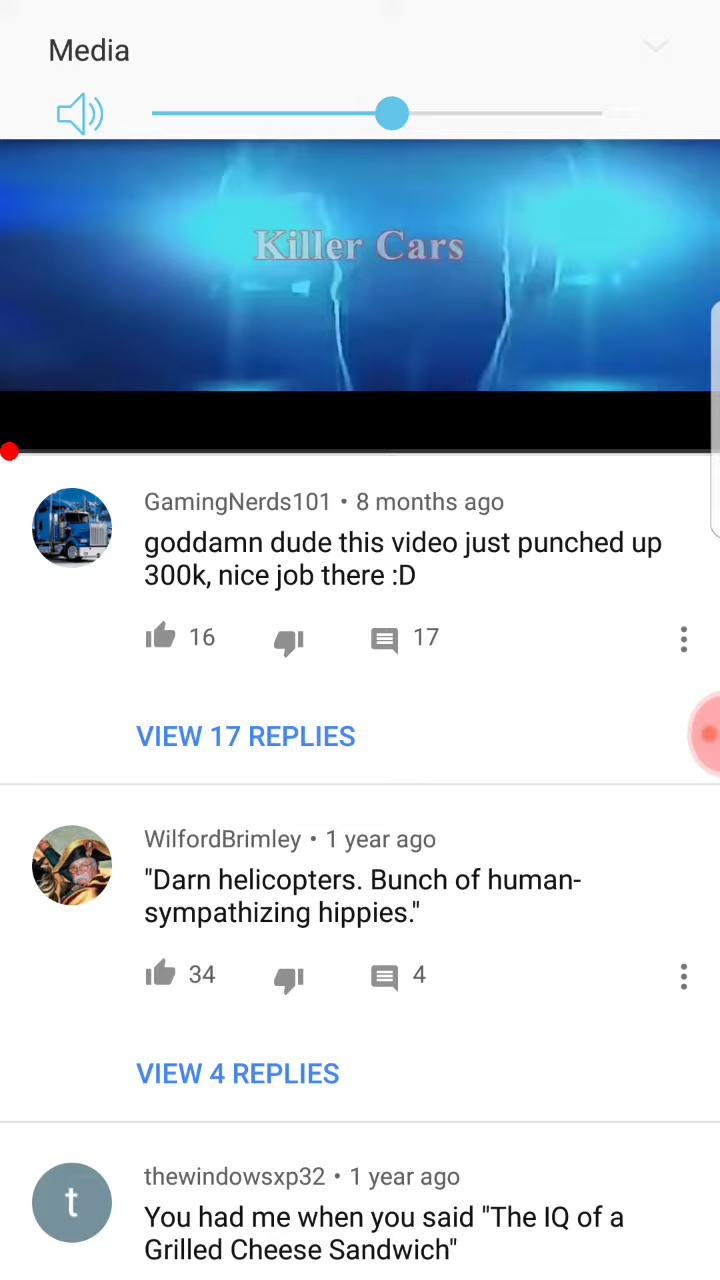 Media
Killer Cars
GamingNerds101 • 8 months ago
goddamn dude this video just punched up
300k, nice job there :D
16 17
VIEW 17 REPLIES
WilfordBrimley • 1 year ago
"Darn helicopters. Bunch of human-
sympathizing hippies."
34 4
VIEW 4 REPLIES
t
thewindowsxp32 • 1 year ago
You had me when you said "The IQ of a
Grilled Cheese Sandwich"